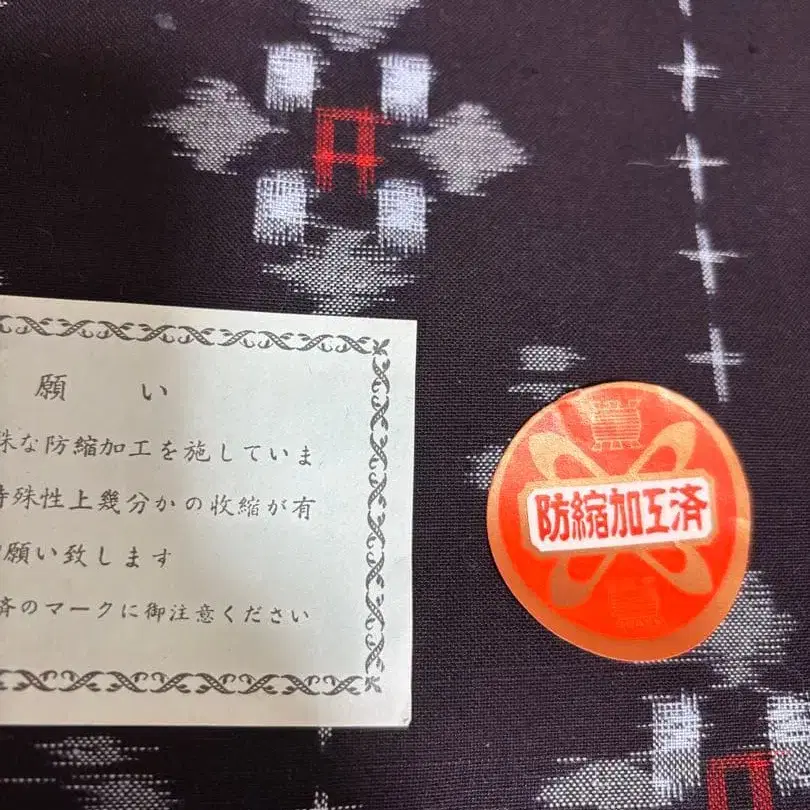 願い
殊な防縮加工を施していま
特殊性上幾分かの收縮が有
願い致します
済のマークに御注意ください
防縮加工済